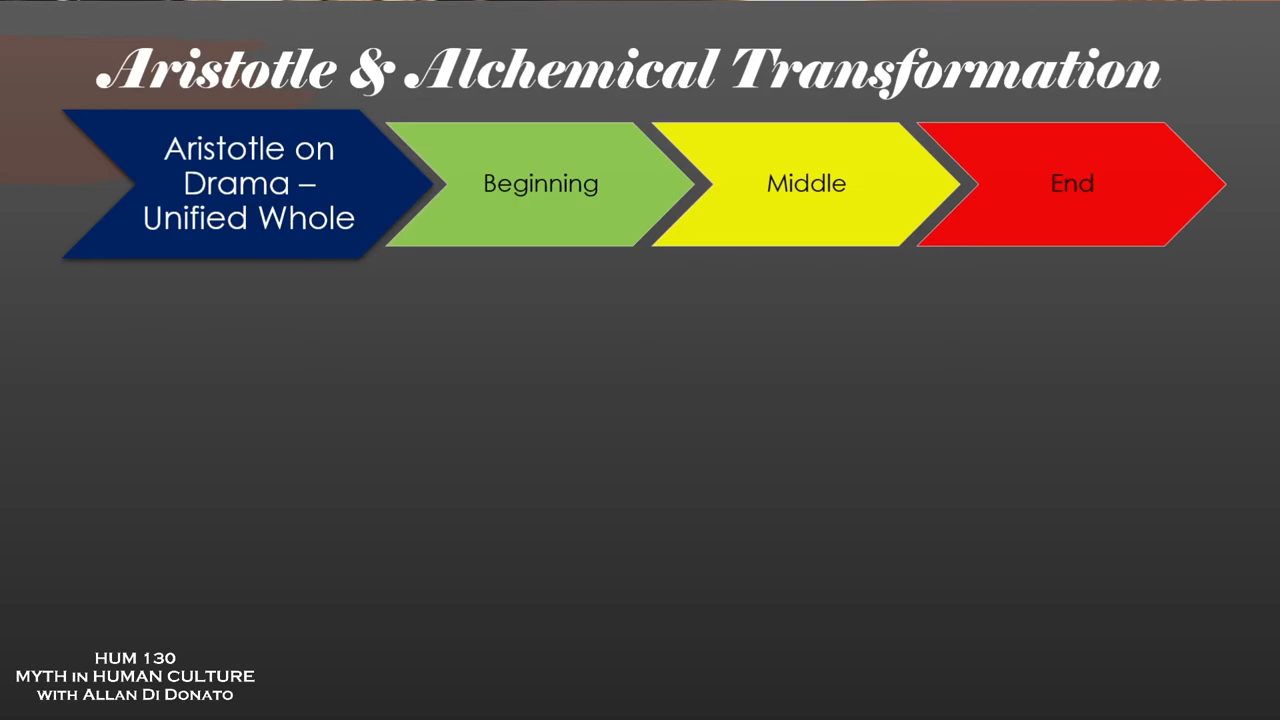 Aristotle & Alchemical Transformation
Aristotle on
Drama –
Unified Whole
Beginning
Middle
End
HUM 130
MYTH in HUMAN CULTURE
WITH ALLAN DI DONATO